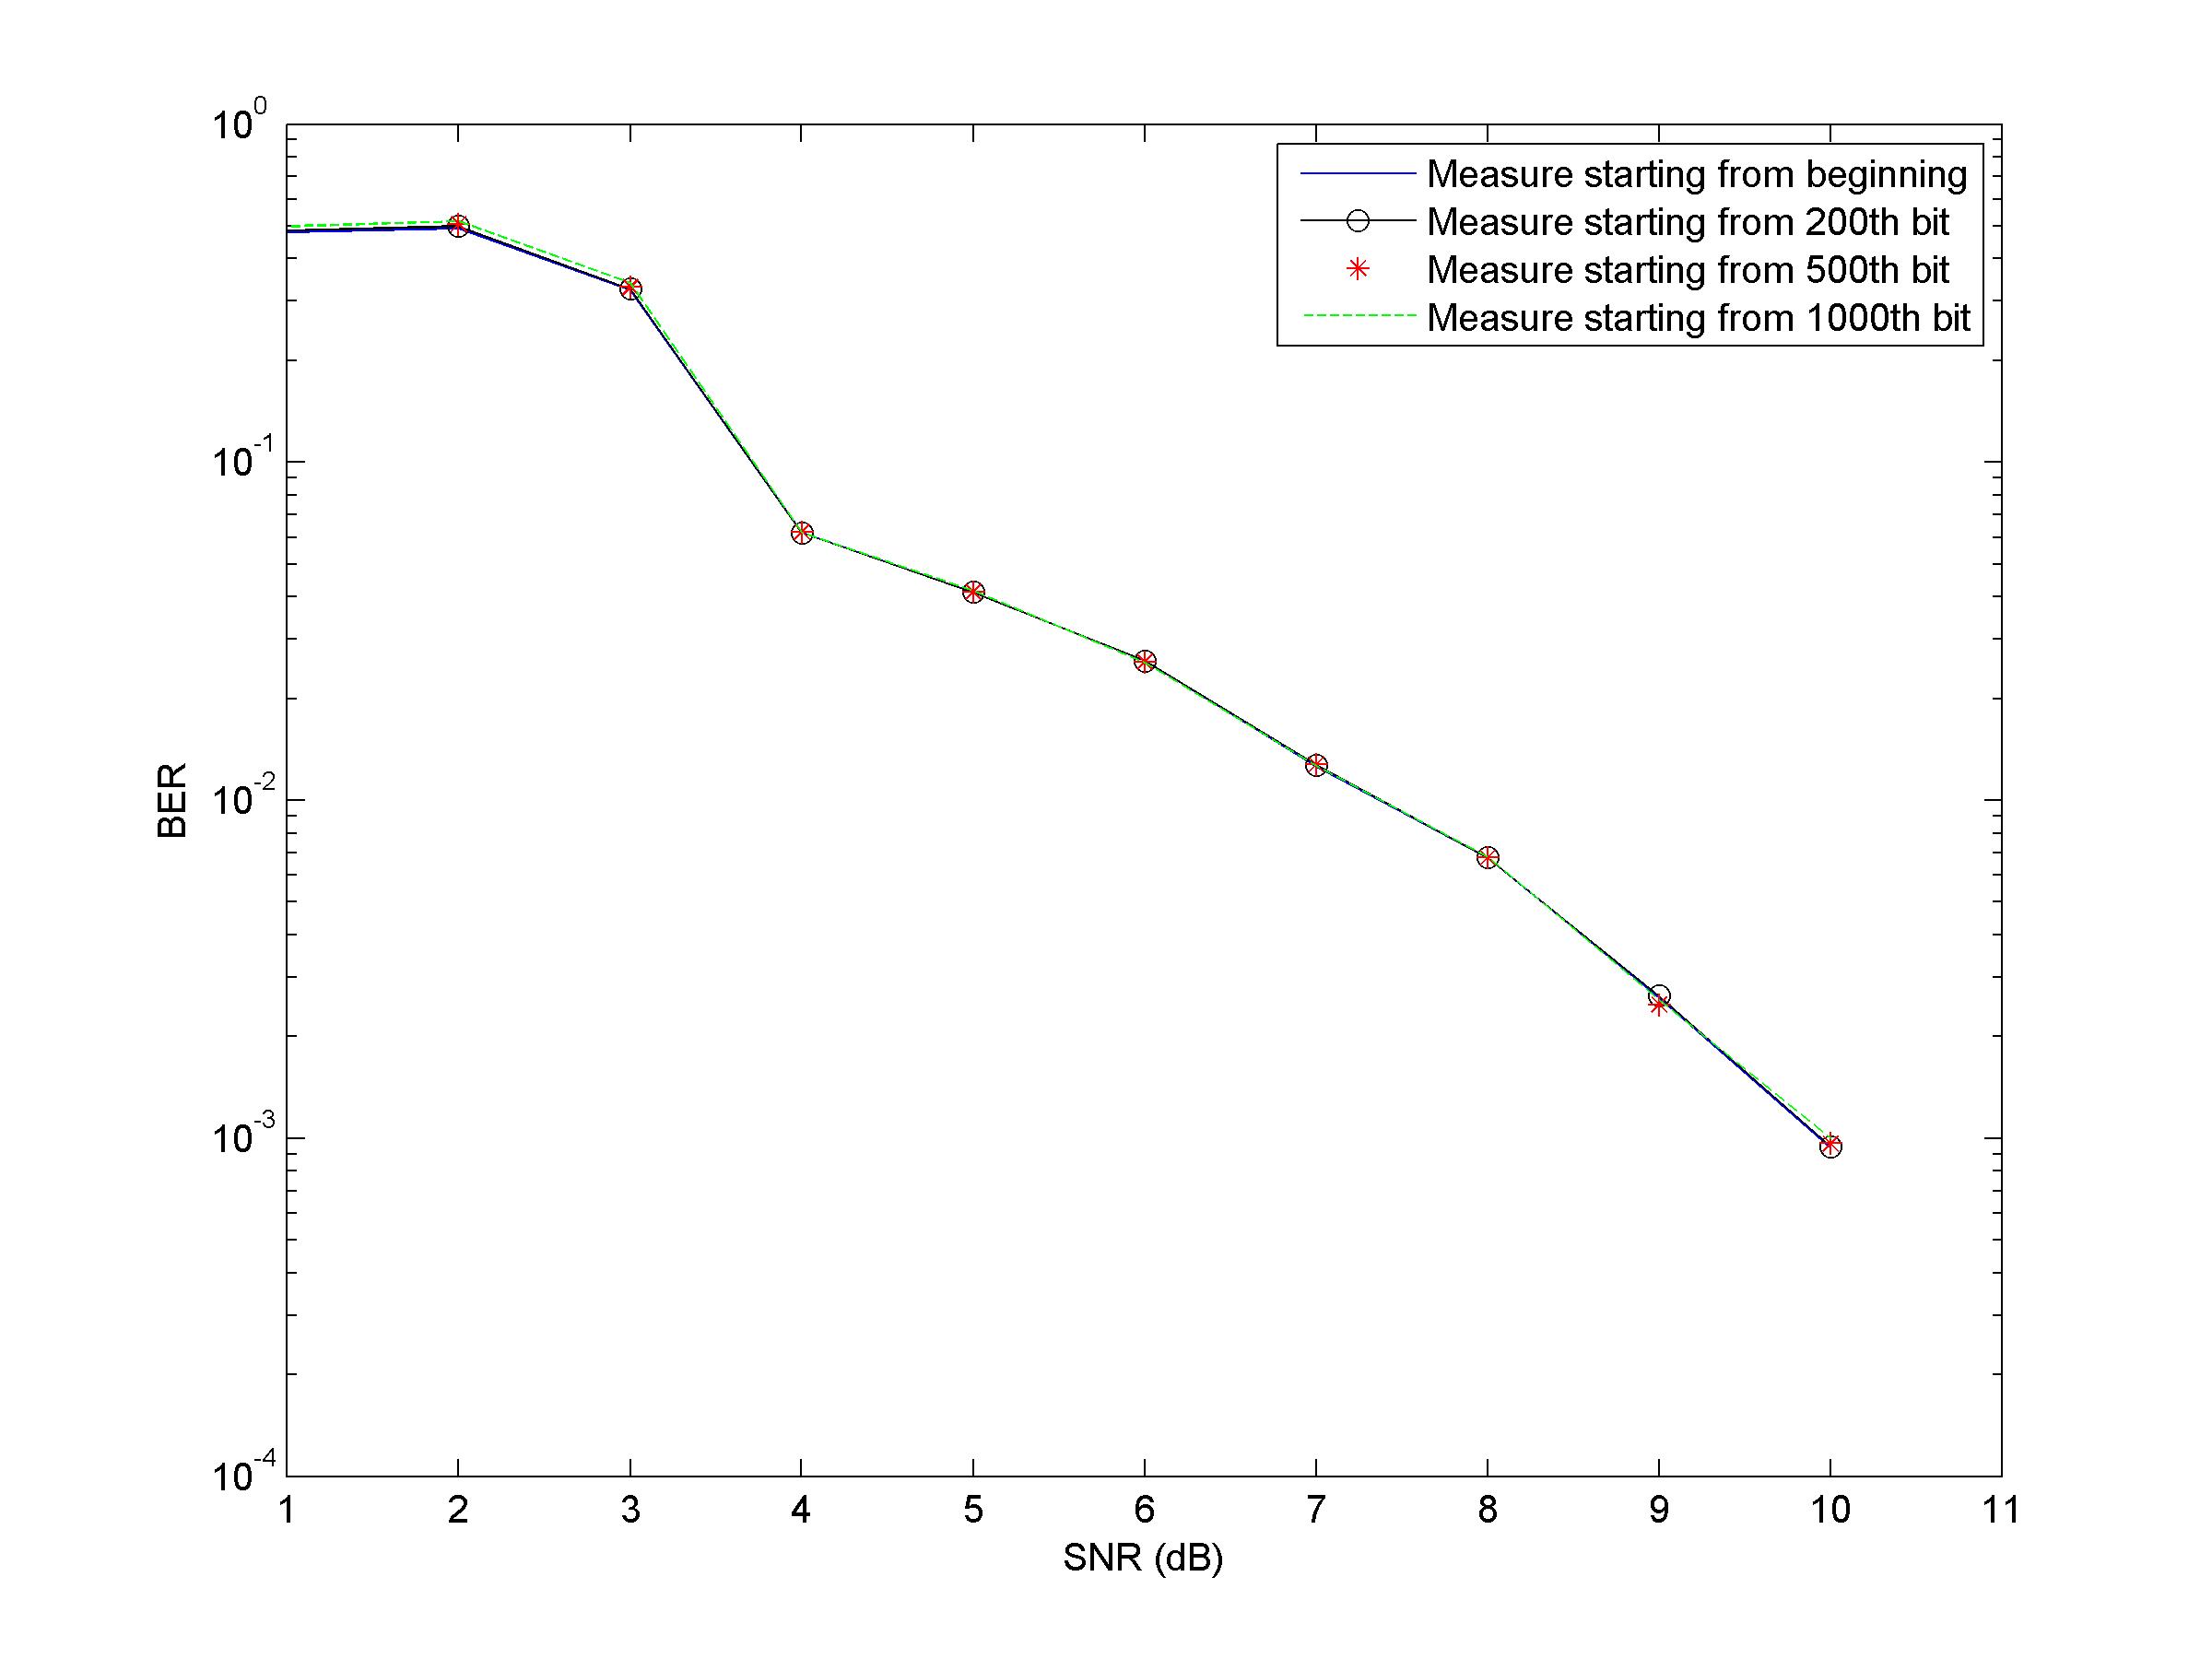 10^0
Measure starting from beginning
Measure starting from 200th bit
Measure starting from 500th bit
Measure starting from 1000th bit
10^-1
BER
10^-2
10^-3
10^-4
1 2 3 4 5 6 7 8 9 10 11
SNR (dB)